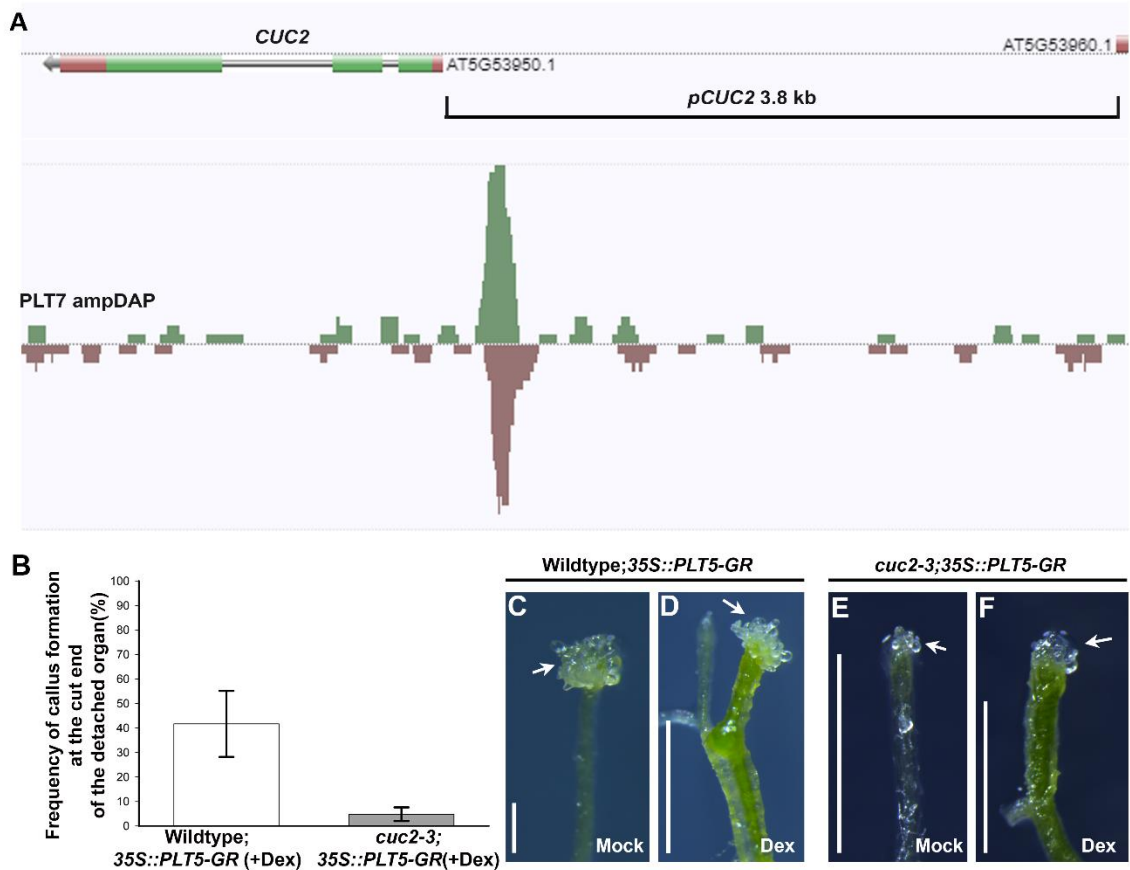 A
CUC2
AT5G53960.1
AT5G53950.1
pCUC2 3.8 kb
PLT7 ampDAP
B
Frequency of callus formation
at the cut end
of the detached organ(%)
100
90
80
70
60
50
40
30
20
10
0
Wildtype;
35S::PLT5-GR (+Dex)
cuc2-3;
35S::PLT5-GR(+Dex)
Wildtype;35S::PLT5-GR
cuc2-3;35S::PLT5-GR
C
Mock
D
Dex
E
Mock
F
Dex